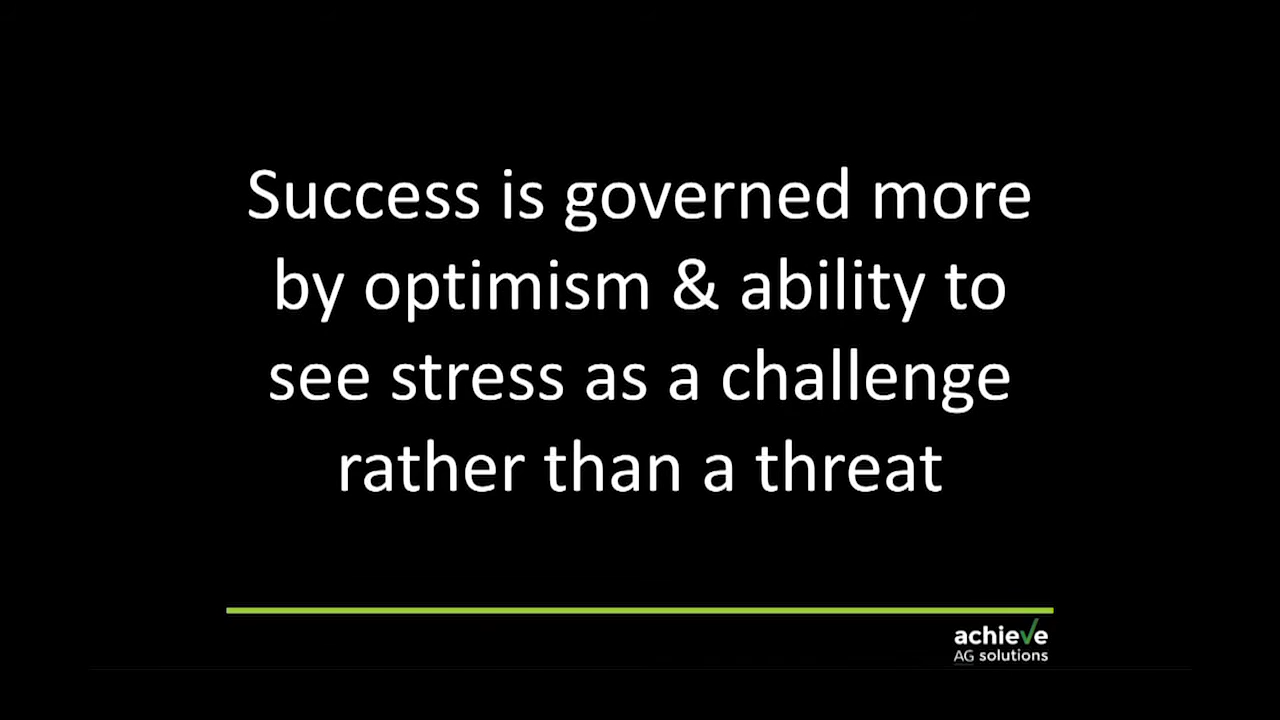 Success is governed more
by optimism & ability to
see stress as a challenge
rather than a threat
achieve
AG solutions